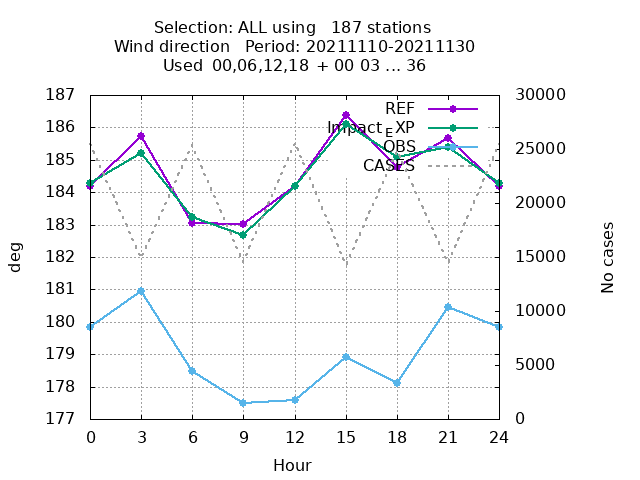 Selection: ALL using 187 stations
Wind direction Period: 20211110-20211130
Used 00,06,12,18 + 00 03 ... 36
187
186
185
184
183
182
181
180
179
178
177
30000
25000
20000
15000
10000
5000
0
REF
Impact_EXP
OBS
CASES
deg
No cases
0 3 6 9 12 15 18 21 24
Hour